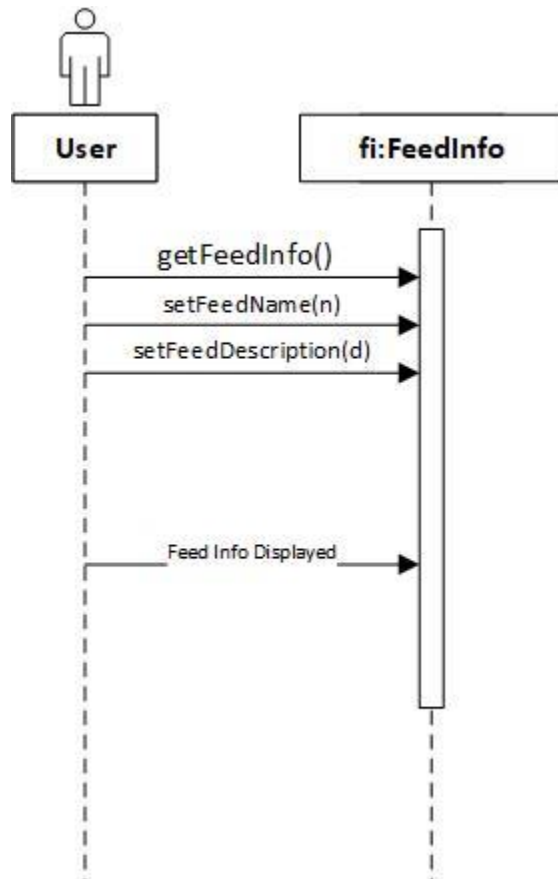 User
fi:FeedInfo
getFeedInfo()
setFeedName(n)
setFeedDescription(d)
Feed Info Displayed